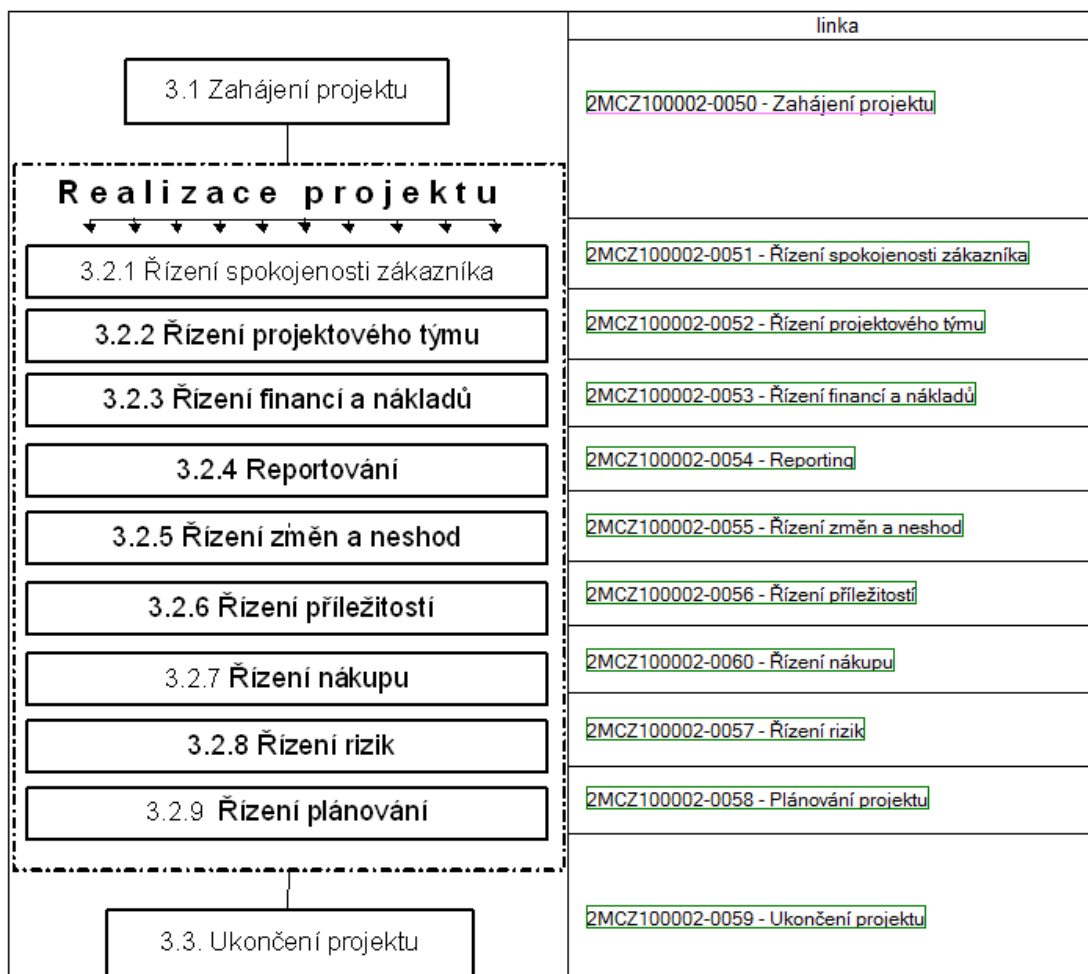 linka
3.1 Zahájení projektu
2MCZ100002-0050 - Zahájení projektu
Realizace projektu
3.2.1 Řízení spokojenosti zákazníka
2MCZ100002-0051 - Řízení spokojenosti zákazníka
3.2.2 Řízení projektového týmu
2MCZ100002-0052 - Řízení projektového týmu
3.2.3 Řízení financí a nákladů
2MCZ100002-0053 - Řízení financí a nákladů
3.2.4 Reportování
2MCZ100002-0054 - Reporting
3.2.5 Řízení změn a neshod
2MCZ100002-0055 - Řízení změn a neshod
3.2.6 Řízení příležitostí
2MCZ100002-0056 - Řízení příležitostí
3.2.7 Řízení nákupu
2MCZ100002-0060 - Řízení nákupu
3.2.8 Řízení rizik
2MCZ100002-0057 - Řízení rizik
3.2.9 Řízení plánování
2MCZ100002-0058 - Plánování projektu
3.3. Ukončení projektu
2MCZ100002-0059 - Ukončení projektu